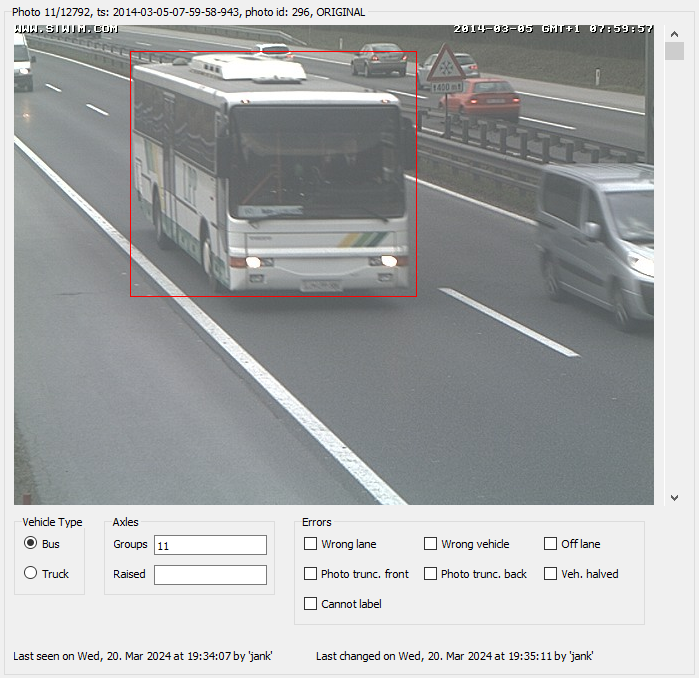 Photo 11/12792, ts: 2014-03-05-07-59-58-943, photo id: 296, ORIGINAL
WWW.SIWIM.COM
2014-03-05 GMT+1 07:59:57
1400 m
Vehicle Type
Bus
Truck
Axles
Groups 11
Raised
Errors
Wrong lane
Wrong vehicle
Off lane
Photo trunc. front
Photo trunc. back
Veh. halved
Cannot label
Last seen on Wed, 20. Mar 2024 at 19:34:07 by 'jank'
Last changed on Wed, 20. Mar 2024 at 19:35:11 by 'jank'